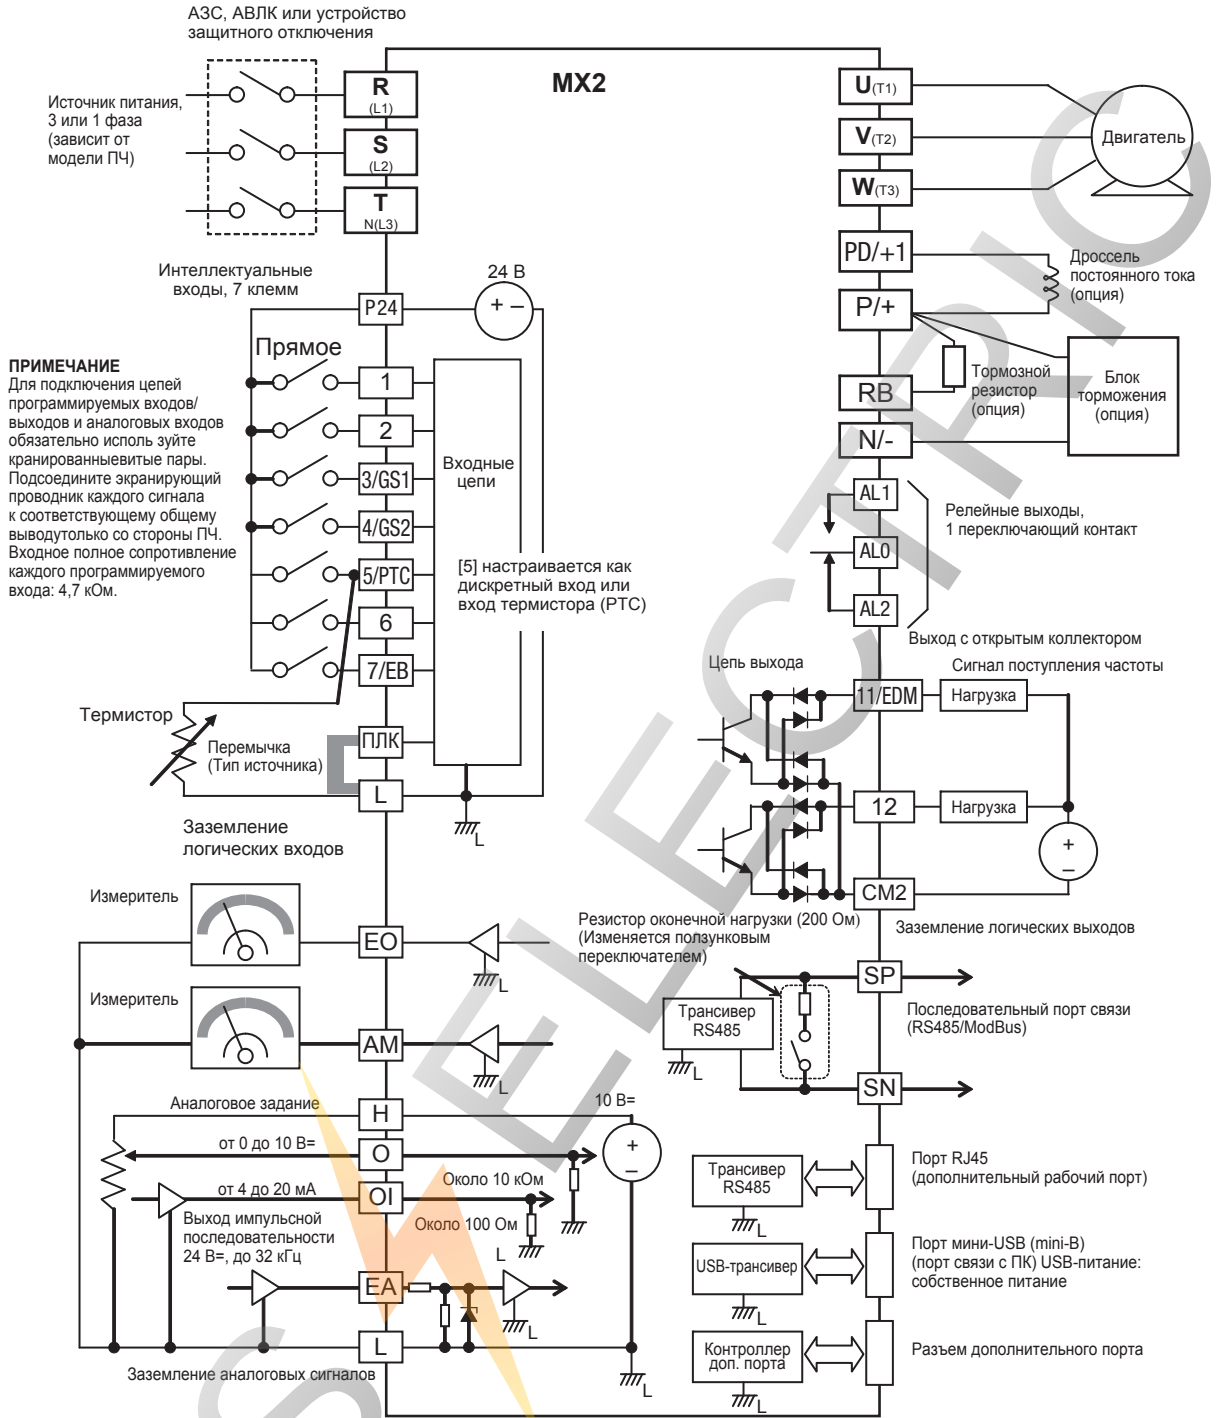 АЗС, АВЛК или устройство
защитного отключения
MX2
Источник питания,
3 или 1 фаза
(зависит от
модели ПЧ)
R
(L1)
S
(L2)
T
N(L3)
U(T1)
V(T2)
W(T3)
Двигатель
PD/+1
P/+
RB
N/-
Дроссель
постоянного тока
(опция)
Тормозной
резистор
(опция)
Блок
торможения
(опция)
Интеллектуальные
входы, 7 клемм
24 В
+ –
P24
Прямое
1
2
3/GS1
4/GS2
5/PTC
6
7/EB
ПЛК
L
Входные
цепи
[5] настраивается как
дискретный вход или
вход термистора (PTC)
ПРИМЕЧАНИЕ
Для подключения цепей
программируемых входов/
выходов и аналоговых входов
обязательно исполь зуйте
кранированныевитые пары.
Подсоедините экранирующий
проводник каждого сигнала
к соответствующему общему
выводутолько со стороны ПЧ.
Входное полное сопротивление
каждого программируемого
входа: 4,7 кОм.
AL1
AL0
AL2
Релейные выходы,
1 переключающий контакт
Выход с открытым коллектором
Цепь выхода
Сигнал поступления частоты
11/EDM
Нагрузка
12
Нагрузка
+
–
CM2
Заземление логических выходов
Термистор
Перемычка
(Тип источника)
L
Заземление
логических входов
Измеритель
EO
L
Измеритель
AM
L
Резистор оконечной нагрузки (200 Ом)
(Изменяется ползунковым
переключателем)
SP
Трансивер
RS485
L
Последовательный порт связи
(RS485/ModBus)
SN
Аналоговое задание
H
10 В=
+
–
от 0 до 10 В=
O
от 4 до 20 мА
OI
Около 10 кОм
Около 100 Ом
L
Выход импульсной
последовательности
24 В=, до 32 кГц
EA
L
L
Заземление аналоговых сигналов
L
Трансивер
RS485
L
Порт RJ45
(дополнительный рабочий порт)
USB-трансивер
L
Порт мини-USB (mini-B)
(порт связи с ПК) USB-питание:
собственное питание
Контроллер
доп. порта
L
Разъем дополнительного порта
S ELECTRIC